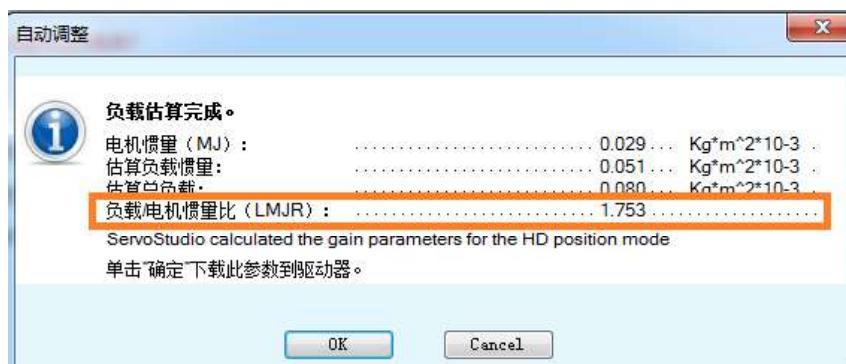 自动调整
负载估算完成。
电机惯量（MJ）: ........................... 0.029 ... Kg*m^2*10-3 .
估算负载惯量: ........................... 0.051 ... Kg*m^2*10-3 .
估算总负载: ........................... 0.080 ... Kg*m^2*10-3 .
负载/电机惯量比（LMJR）: ........................... 1.753 ...................
ServoStudio calculated the gain parameters for the HD position mode
单击"确定"下载此参数到驱动器。
OK Cancel